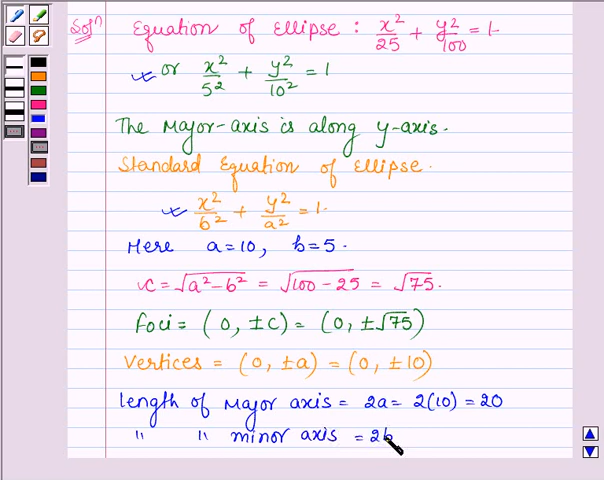 Solⁿ Equation of Ellipse : x²/25 + y²/100 = 1.
or x²/5² + y²/10² = 1
The Major-axis is along y-axis.
Standard Equation of Ellipse.
x²/b² + y²/a² = 1.
Here a=10, b=5.
c = √(a²-b²) = √(100-25) = √75.
Foci = (0, ±c) = (0, ±√75)
Vertices = (0, ±a) = (0, ±10)
length of Major axis = 2a = 2(10) = 20
" " minor axis = 2b